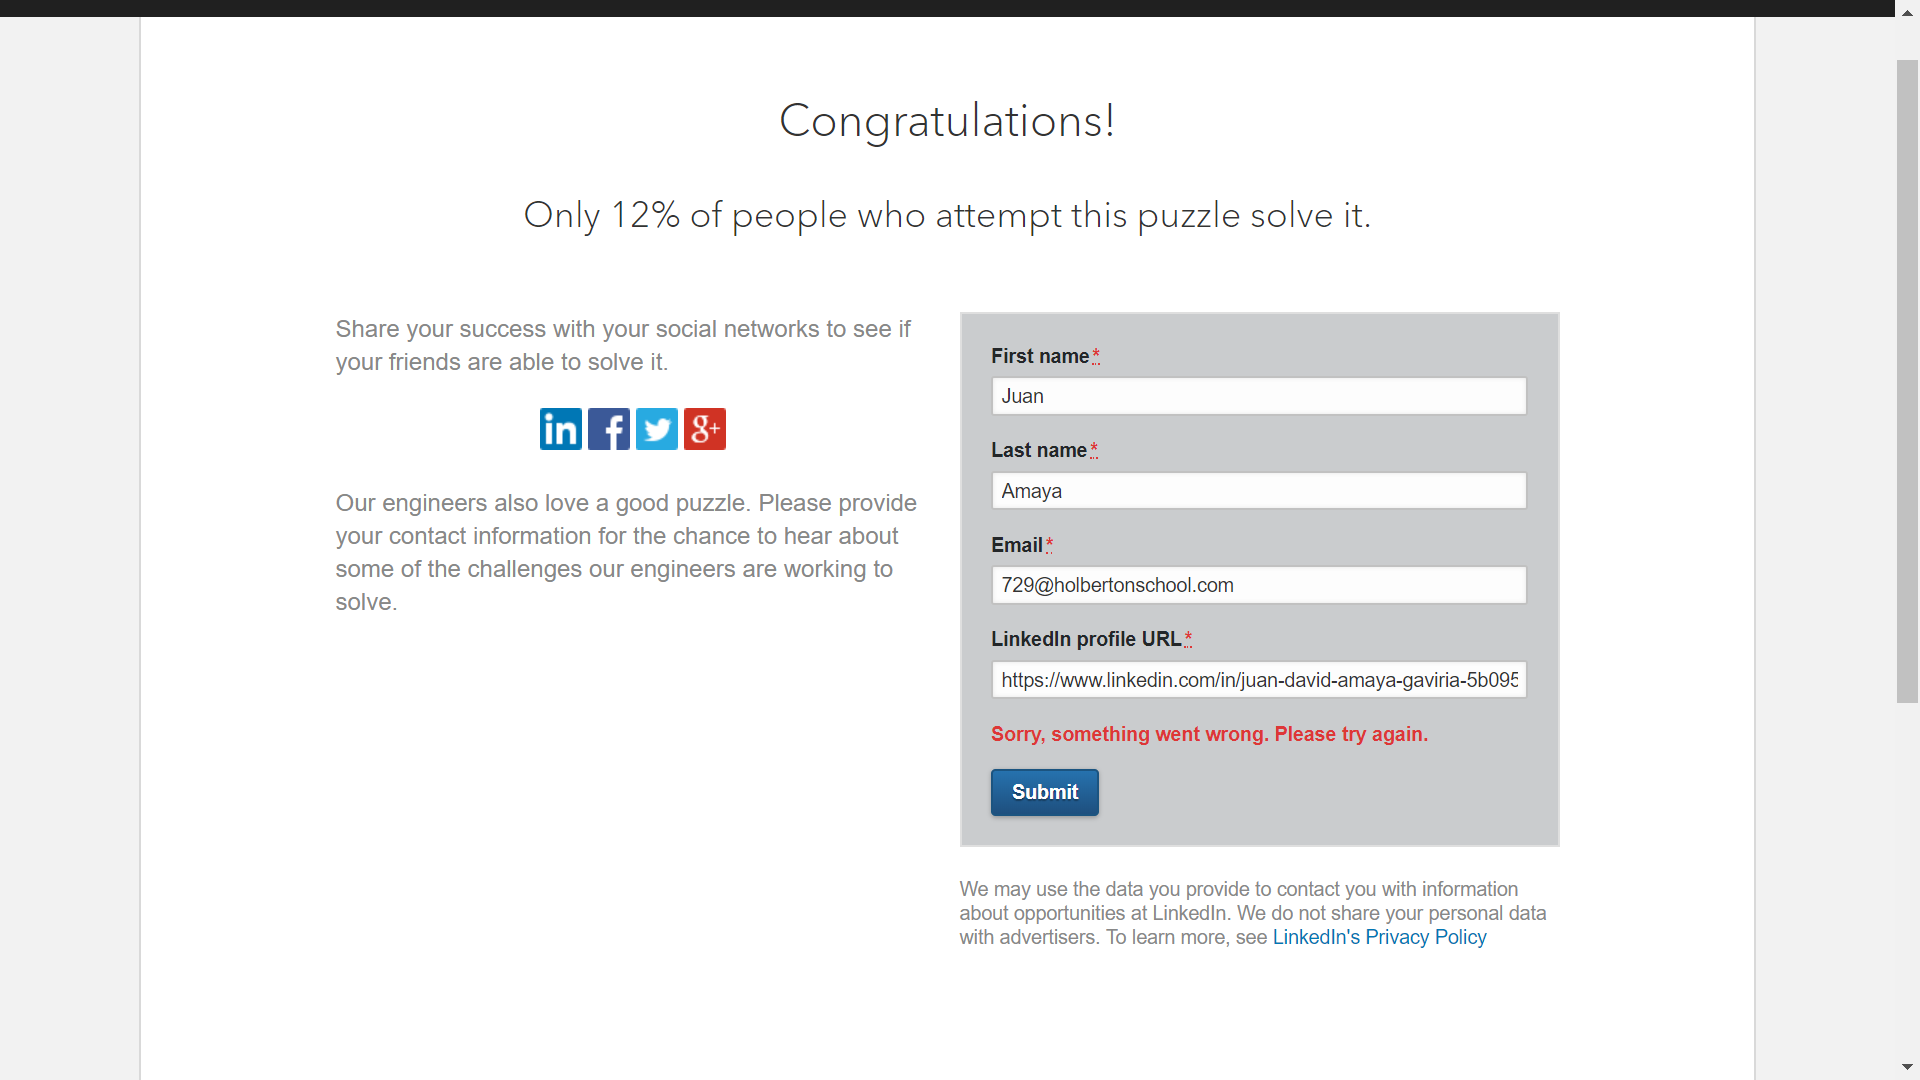 Congratulations!
Only 12% of people who attempt this puzzle solve it.
Share your success with your social networks to see if
your friends are able to solve it.
in f g+
Our engineers also love a good puzzle. Please provide
your contact information for the chance to hear about
some of the challenges our engineers are working to
solve.
First name*
Juan
Last name*
Amaya
Email*
729@holbertonschool.com
LinkedIn profile URL*
https://www.linkedin.com/in/juan-david-amaya-gaviria-5b095
Sorry, something went wrong. Please try again.
Submit
We may use the data you provide to contact you with information
about opportunities at LinkedIn. We do not share your personal data
with advertisers. To learn more, see LinkedIn's Privacy Policy